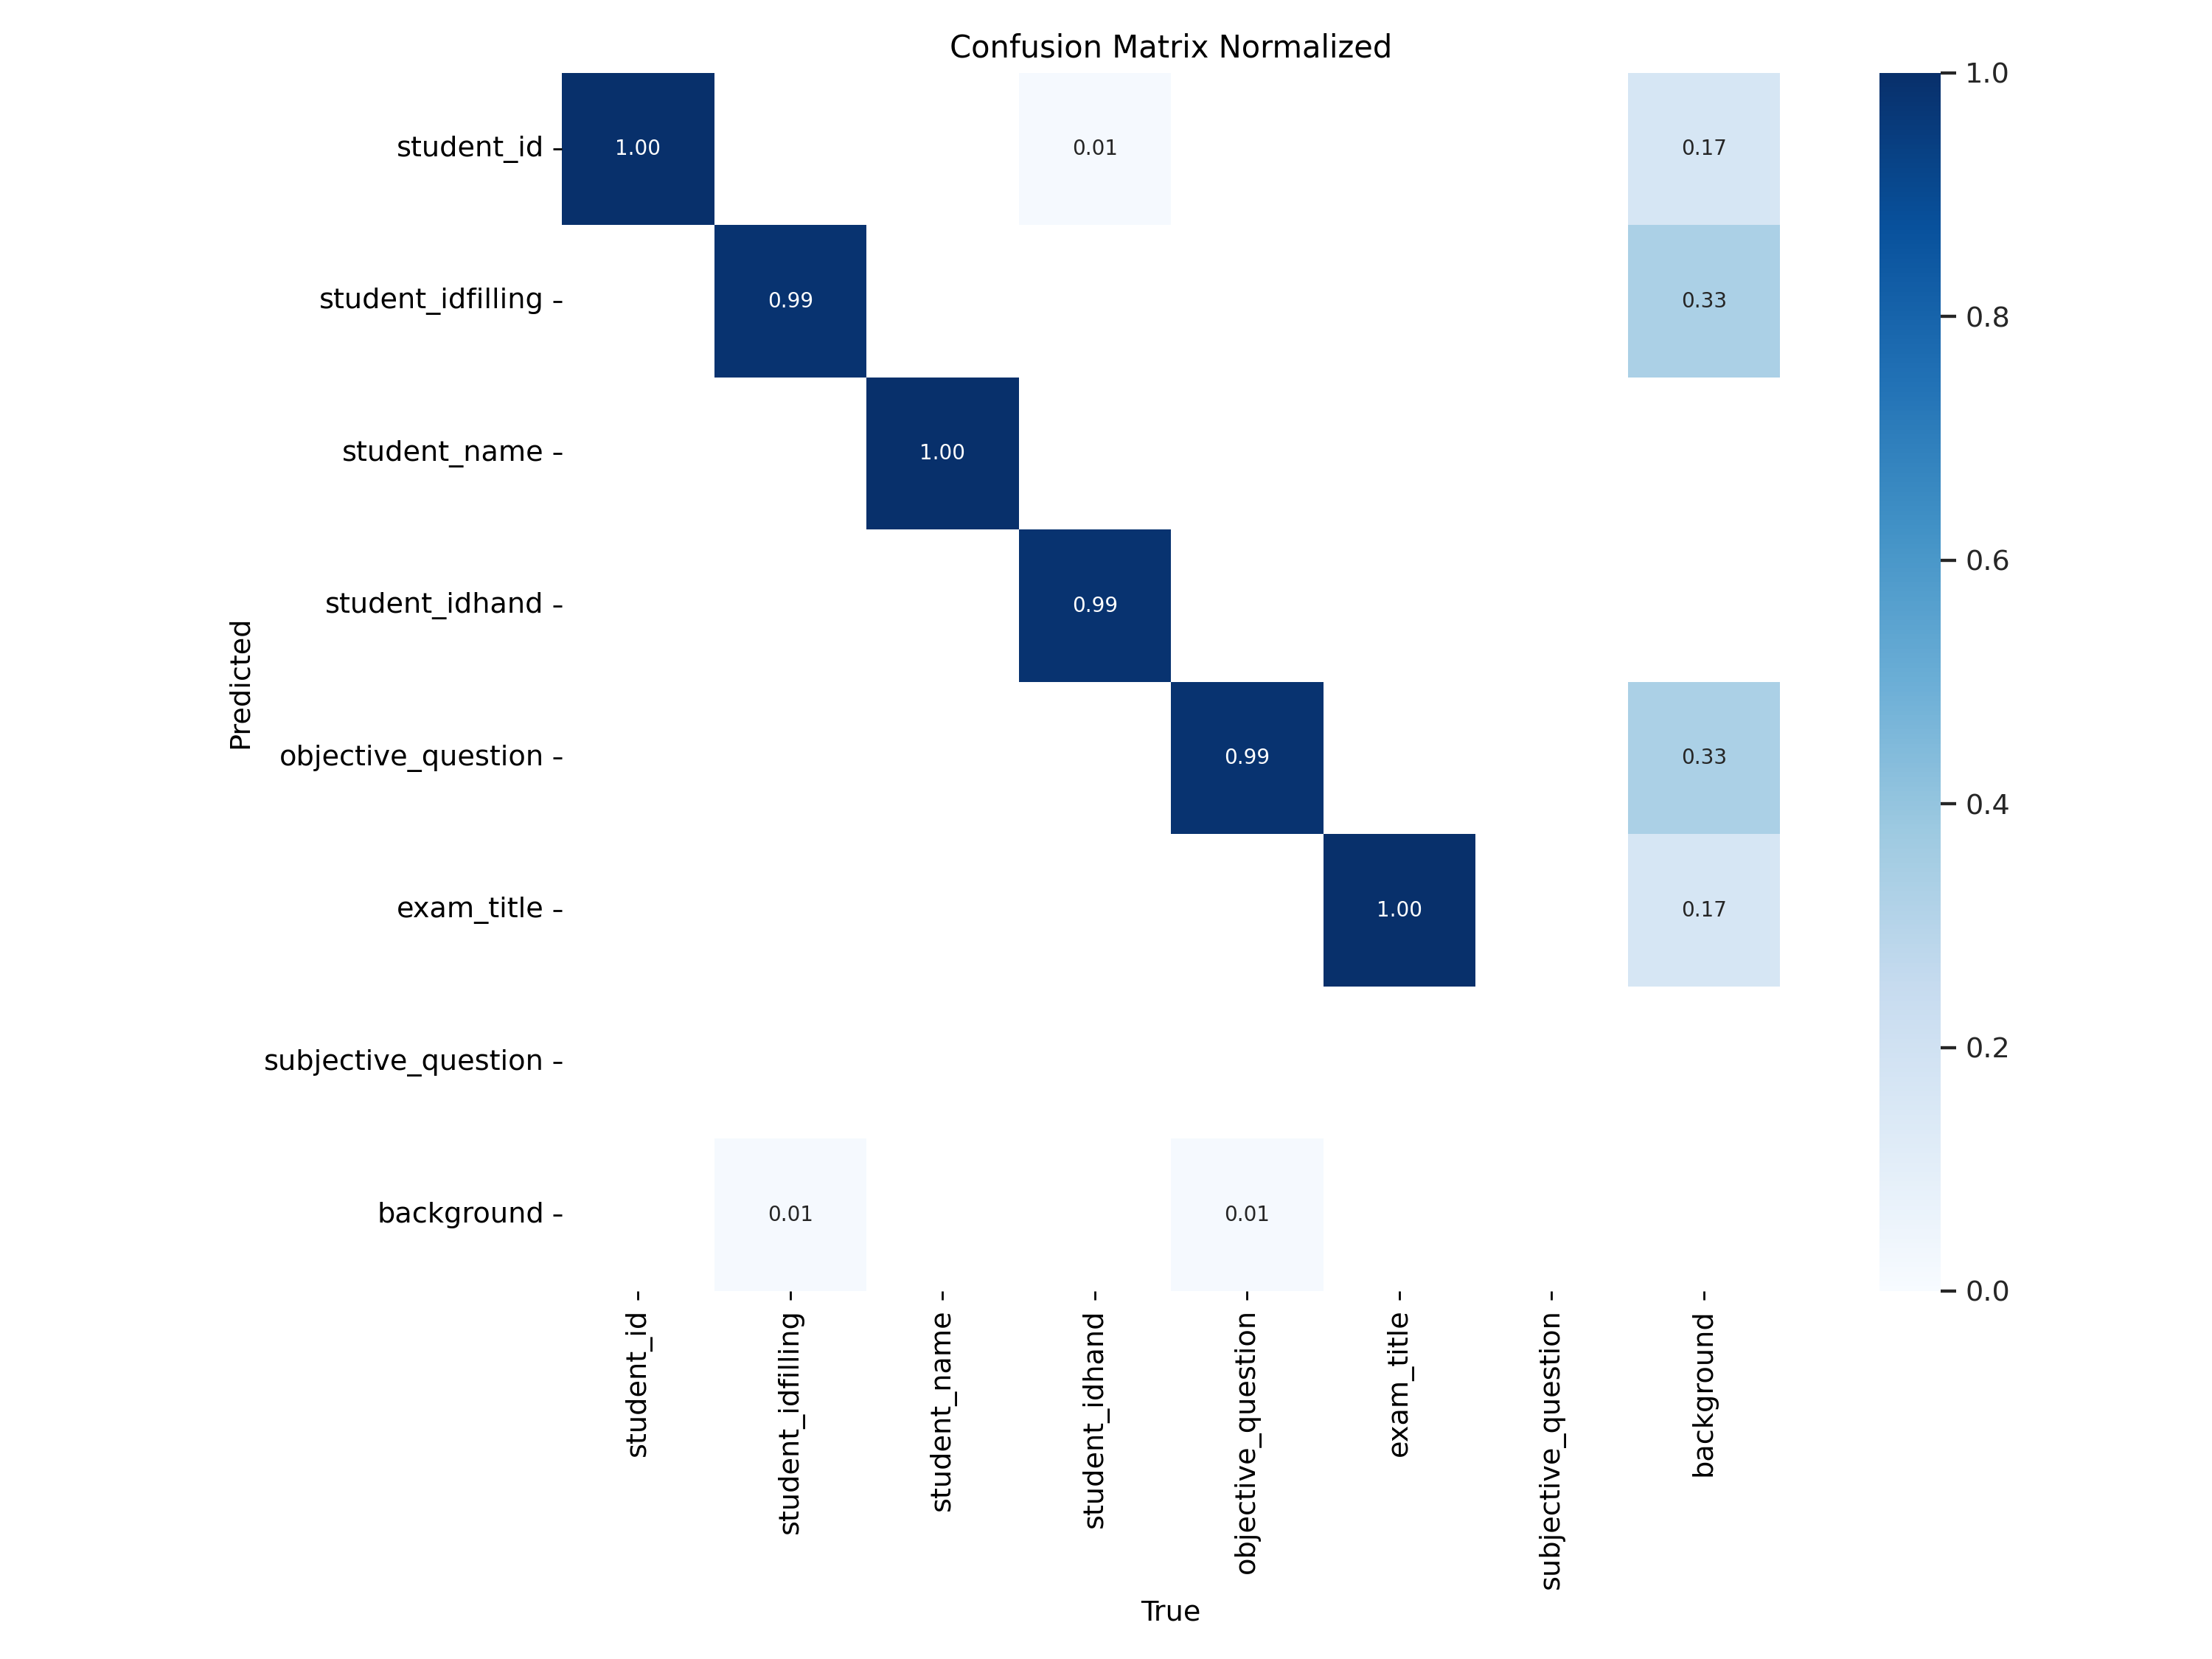 Confusion Matrix Normalized
student_id
1.00
0.01
0.17
1.0
student_idfilling
0.99
0.33
0.8
student_name
1.00
0.6
student_idhand
0.99
Predicted
objective_question
0.99
0.33
0.4
exam_title
1.00
0.17
subjective_question
0.2
background
0.01
0.01
0.0
student_id
student_idfilling
student_name
student_idhand
objective_question
exam_title
subjective_question
background
True